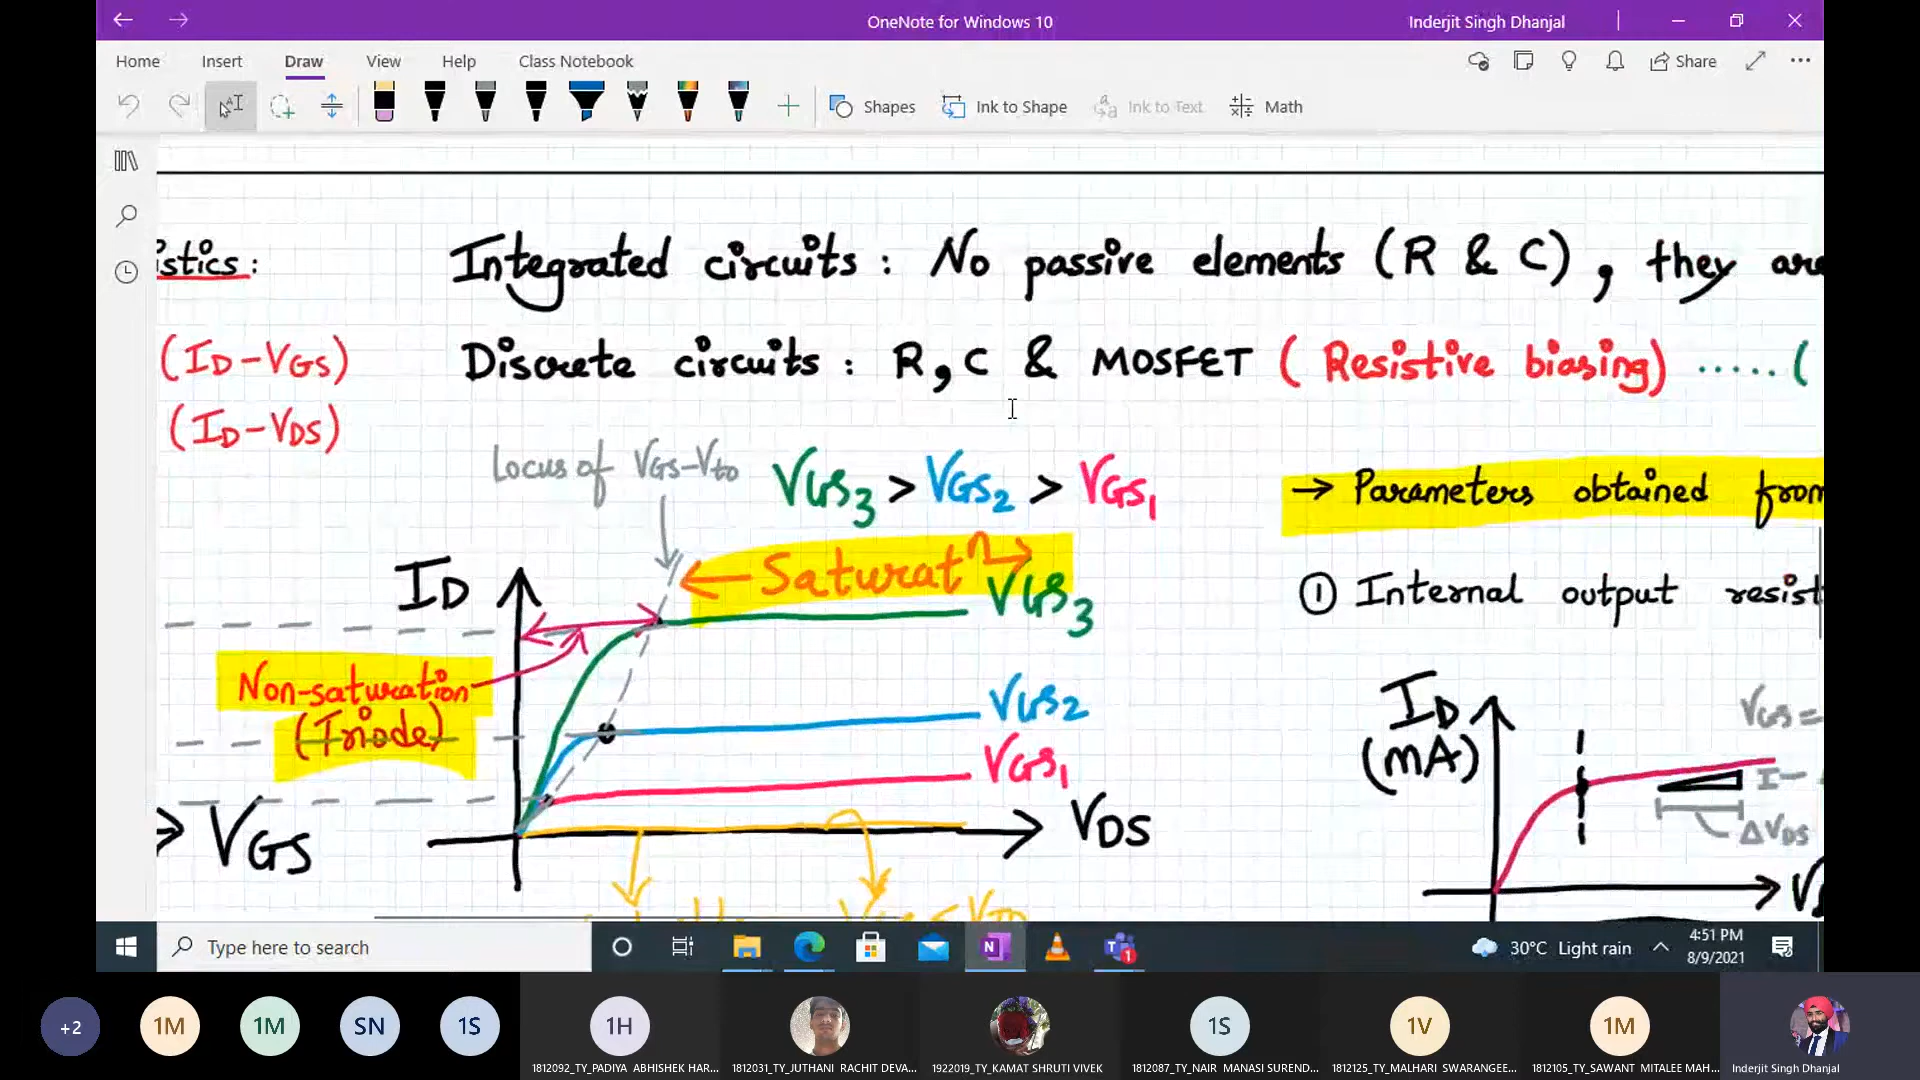 OneNote for Windows 10
Inderjit Singh Dhanjal
Home Insert Draw View Help Class Notebook
Share
Shapes Ink to Shape Ink to Text Math
istics :
Integrated circuits : No passive elements (R & C), they are
(ID-VGS)
Discrete circuits : R, C & MOSFET (Resistive biasing) .....(
(ID-VDS)
Locus of VGS-Vto
VGS3 > VGS2 > VGS1
→ Parameters obtained from
← Saturatn →
ID
VGS3
① Internal output resist
Non-saturation
(Triode)
VGS2
VGS1
VGS
VDS
ID
(mA)
VGS =
ΔVDS
Type here to search
30°C Light rain
4:51 PM
8/9/2021
+2 1M 1M SN 1S 1H 1S 1V 1M
1812092_TY_PADIYA ABHISHEK HAR...
1812031_TY_JUTHANI RACHIT DEVA...
1922019_TY_KAMAT SHRUTI VIVEK
1812087_TY_NAIR MANASI SUREND...
1812125_TY_MALHARI SWARANGEE...
1812105_TY_SAWANT MITALEE MAH...
Inderjit Singh Dhanjal